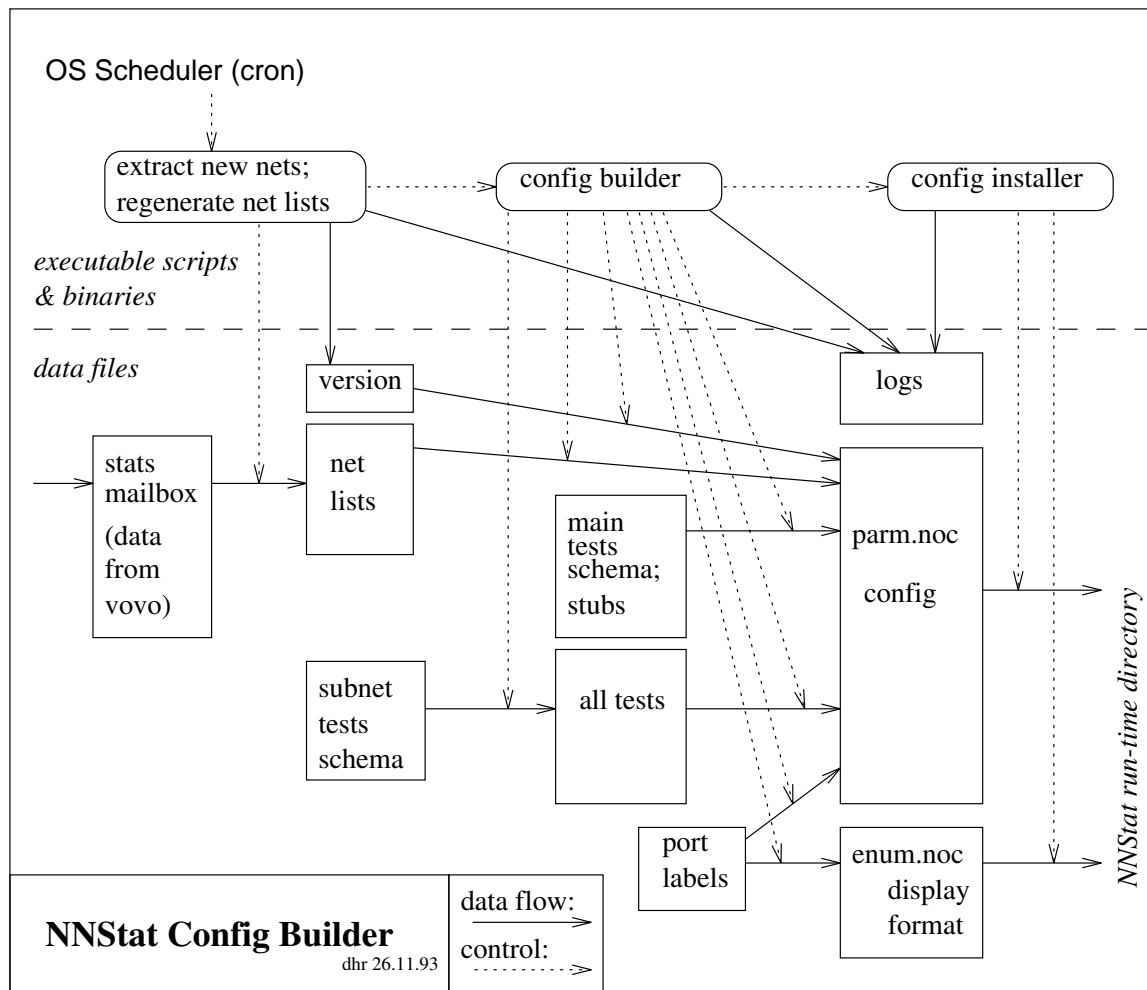 OS Scheduler (cron)
extract new nets;
regenerate net lists
config builder
config installer
executable scripts
& binaries
data files
version
logs
stats
mailbox
(data
from
vovo)
net
lists
main
tests
schema;
stubs
parm.noc
config
subnet
tests
schema
all tests
port
labels
enum.noc
display
format
NNStat run-time directory
NNStat Config Builder
dhr 26.11.93
data flow:
control: